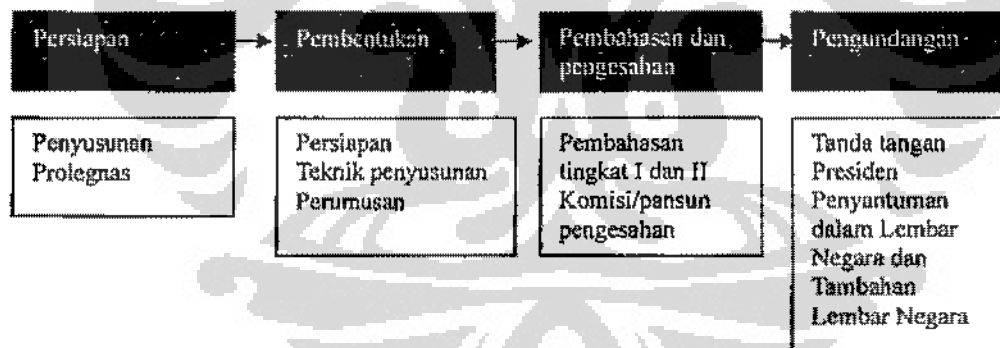 Persiapan
Pembentukan
Pembahasan dan
pengesahan
Pengundangan
Penyusunan
Prolegnas
Persiapan
Teknik penyusunan
Perumusan
Pembahasan
tingkat I dan II
Komisi/pansun
pengesahan
Tanda tangan
Presiden
Penyantuman
dalam Lembar
Negara dan
Tambahan
Lembar Negara